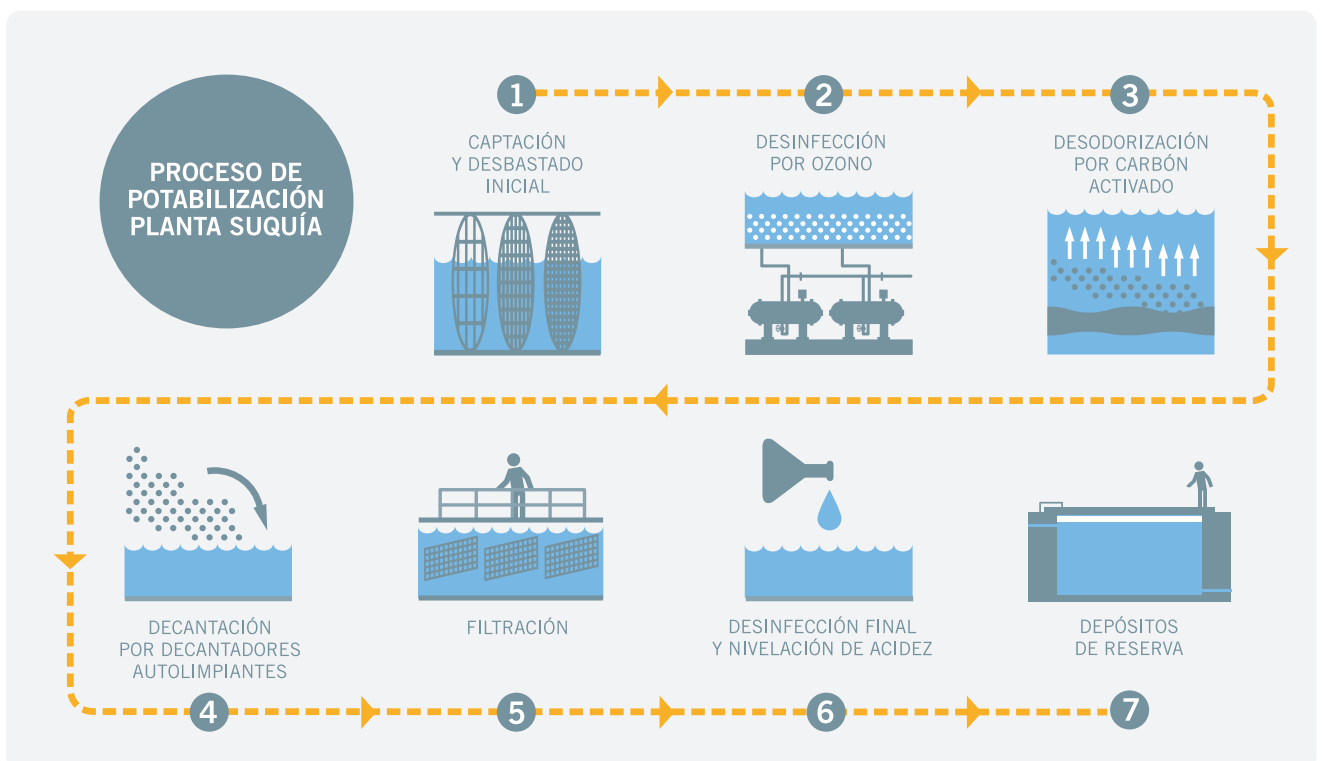 PROCESO DE
POTABILIZACIÓN
PLANTA SUQUÍA
1
CAPTACIÓN
Y DESBASTADO
INICIAL
2
DESINFECCIÓN
POR OZONO
3
DESODORIZACIÓN
POR CARBÓN
ACTIVADO
DECANTACIÓN
POR DECANTADORES
AUTOLIMPIANTES
4
FILTRACIÓN
5
DESINFECCIÓN FINAL
Y NIVELACIÓN DE ACIDEZ
6
DEPÓSITOS
DE RESERVA
7